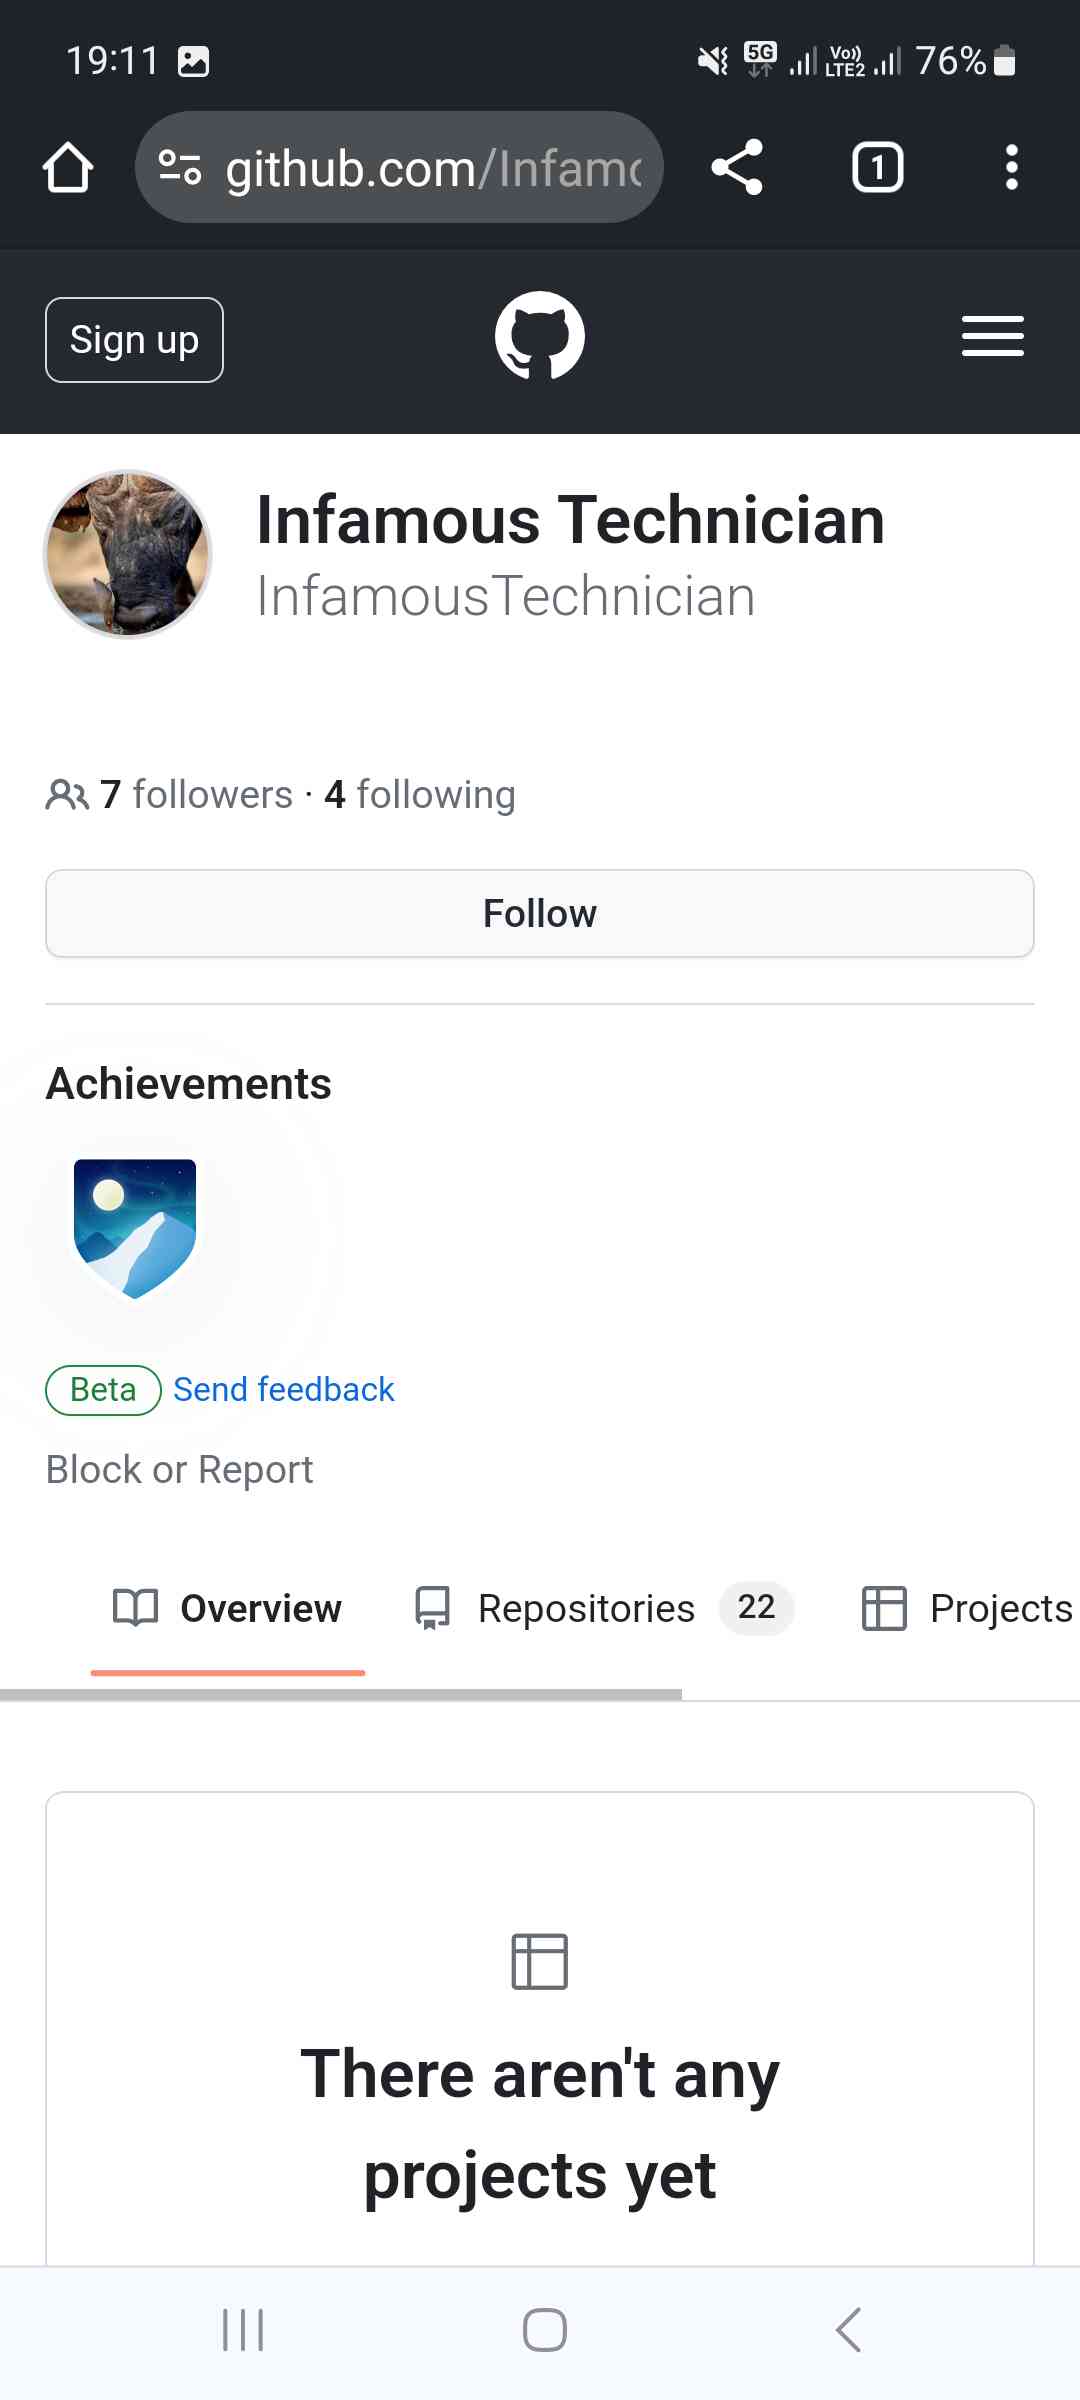 19:11
5G
Vo))
LTE2
76%
github.com/Infamo
1
Sign up
Infamous Technician
InfamousTechnician
7 followers · 4 following
Follow
Achievements
Beta Send feedback
Block or Report
Overview Repositories 22 Projects
There aren't any
projects yet